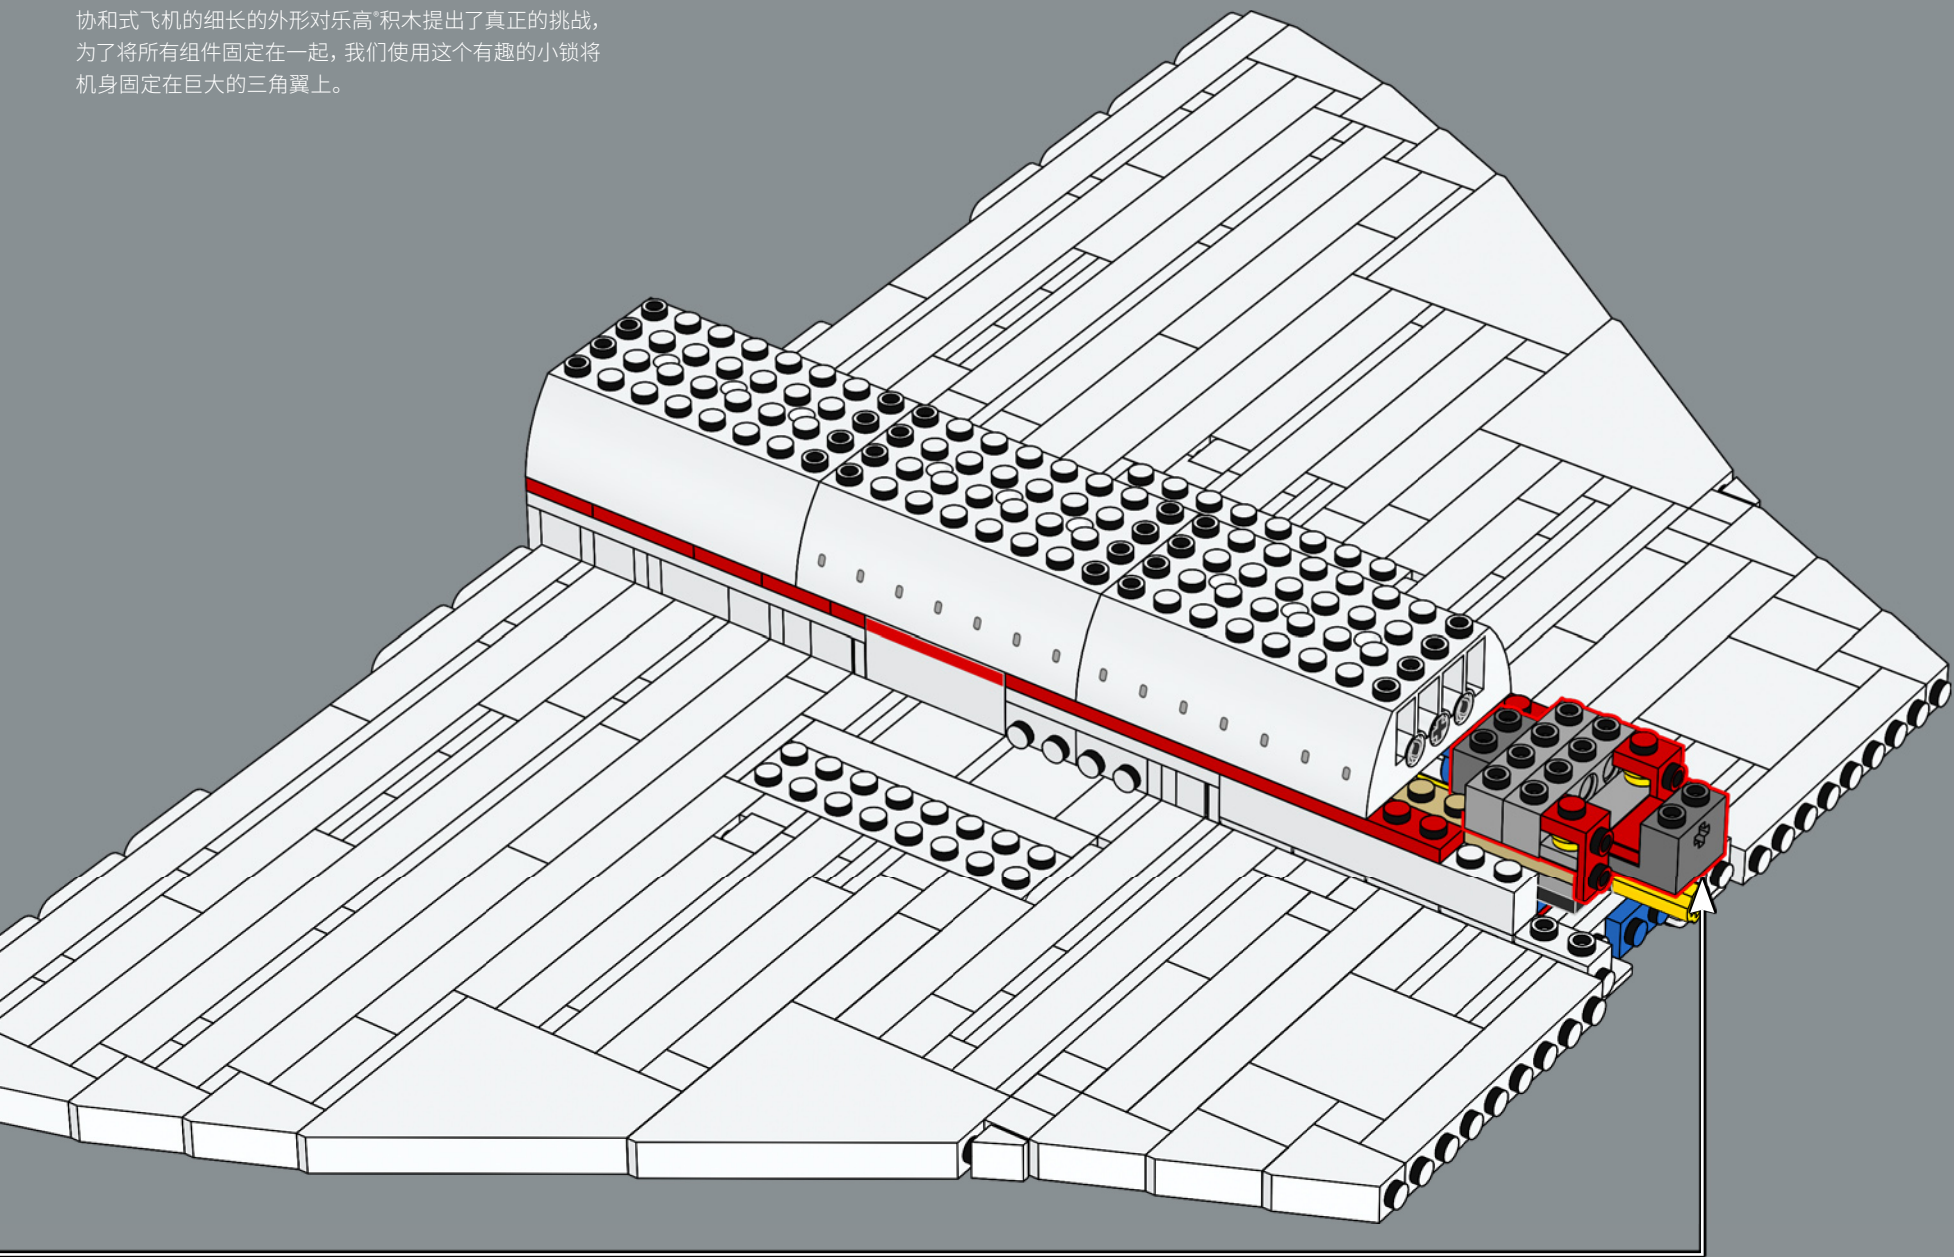 协和式飞机的细长的外形对乐高®积木提出了真正的挑战，
为了将所有组件固定在一起，我们使用这个有趣的小锁将
机身固定在巨大的三角翼上。